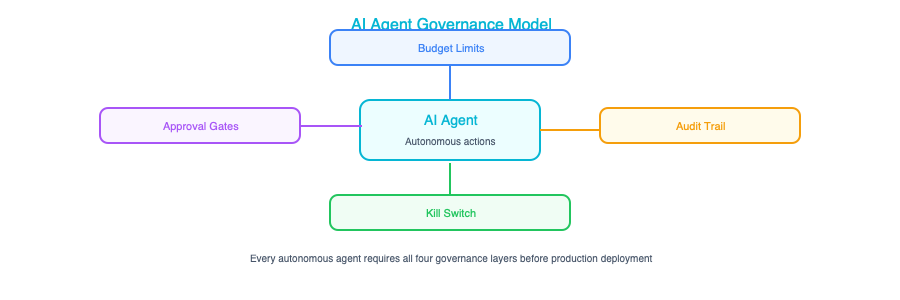 AI Agent Governance Model
Budget Limits
AI Agent
Autonomous actions
Approval Gates
Audit Trail
Kill Switch
Every autonomous agent requires all four governance layers before production deployment